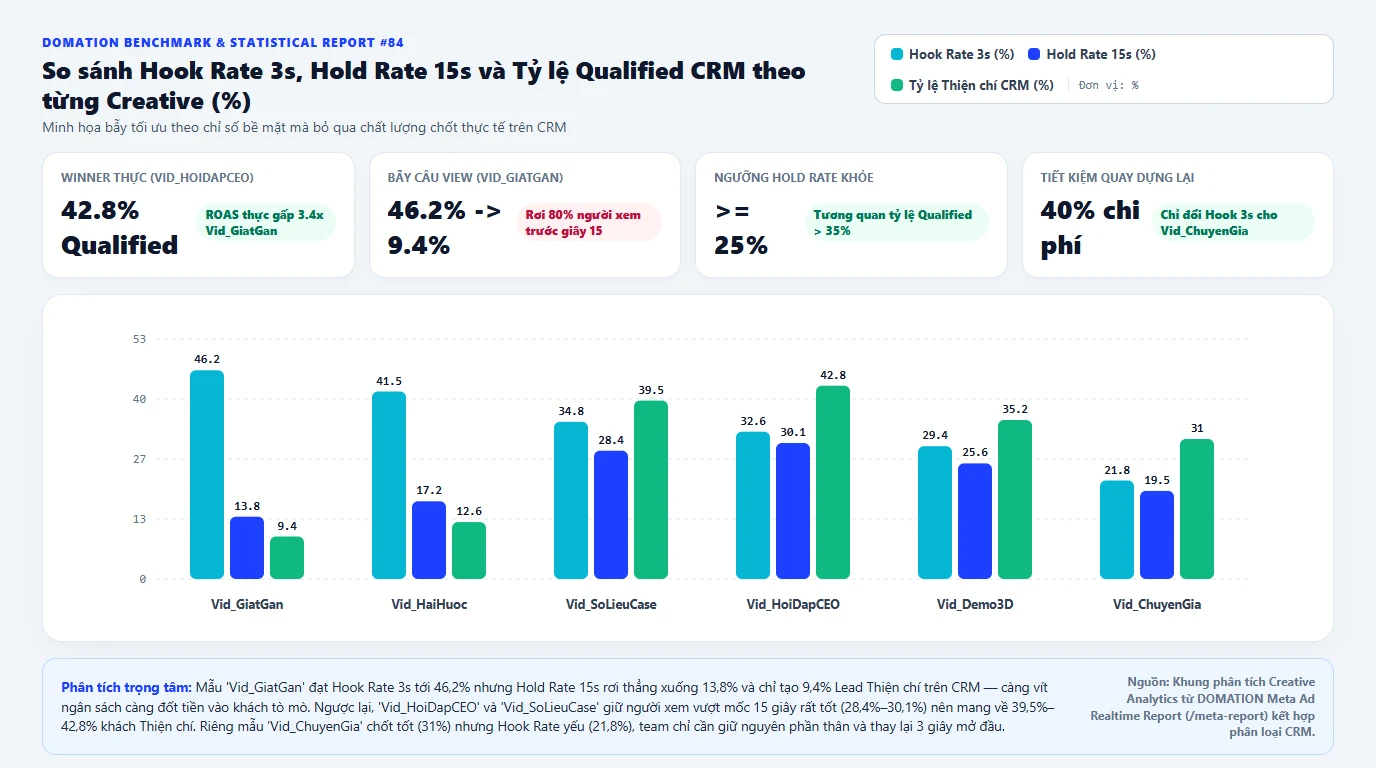 DOMATION BENCHMARK & STATISTICAL REPORT #84
So sánh Hook Rate 3s, Hold Rate 15s và Tỷ lệ Qualified CRM theo
từng Creative (%)
Minh họa bẫy tối ưu theo chỉ số bề mặt mà bỏ qua chất lượng chốt thực tế trên CRM
Hook Rate 3s (%)
Hold Rate 15s (%)
Tỷ lệ Thiện chí CRM (%)
Đơn vị: %
WINNER THỰC (VID_HOIDAPCEO)
42.8%
Qualified
ROAS thực gấp 3.4x
Vid_GiatGan
BẪY CÂU VIEW (VID_GIATGAN)
46.2% ->
9.4%
Rơi 80% người xem
trước giây 15
NGƯỠNG HOLD RATE KHỎE
>=
25%
Tương quan tỷ lệ Qualified
> 35%
TIẾT KIỆM QUAY DỰNG LẠI
40% chi
phí
Chỉ đổi Hook 3s cho
Vid_ChuyenGia
53
40
27
13
0
46.2
13.8
9.4
41.5
17.2
12.6
34.8
28.4
39.5
32.6
30.1
42.8
29.4
25.6
35.2
21.8
19.5
31
Vid_GiatGan
Vid_HaiHuoc
Vid_SoLieuCase
Vid_HoiDapCEO
Vid_Demo3D
Vid_ChuyenGia
Phân tích trọng tâm: Mẫu 'Vid_GiatGan' đạt Hook Rate 3s tới 46,2% nhưng Hold Rate 15s rơi thẳng xuống 13,8% và chỉ tạo 9,4% Lead Thiện chí trên CRM — càng vít
ngân sách càng đốt tiền vào khách tò mò. Ngược lại, 'Vid_HoiDapCEO' và 'Vid_SoLieuCase' giữ người xem vượt mốc 15 giây rất tốt (28,4%–30,1%) nên mang về 39,5%–
42,8% khách Thiện chí. Riêng mẫu 'Vid_ChuyenGia' chốt tốt (31%) nhưng Hook Rate yếu (21,8%), team chỉ cần giữ nguyên phần thân và thay lại 3 giây mở đầu.
Nguồn: Khung phân tích Creative
Analytics từ DOMATION Meta Ad
Realtime Report (/meta-report) kết hợp
phân loại CRM.